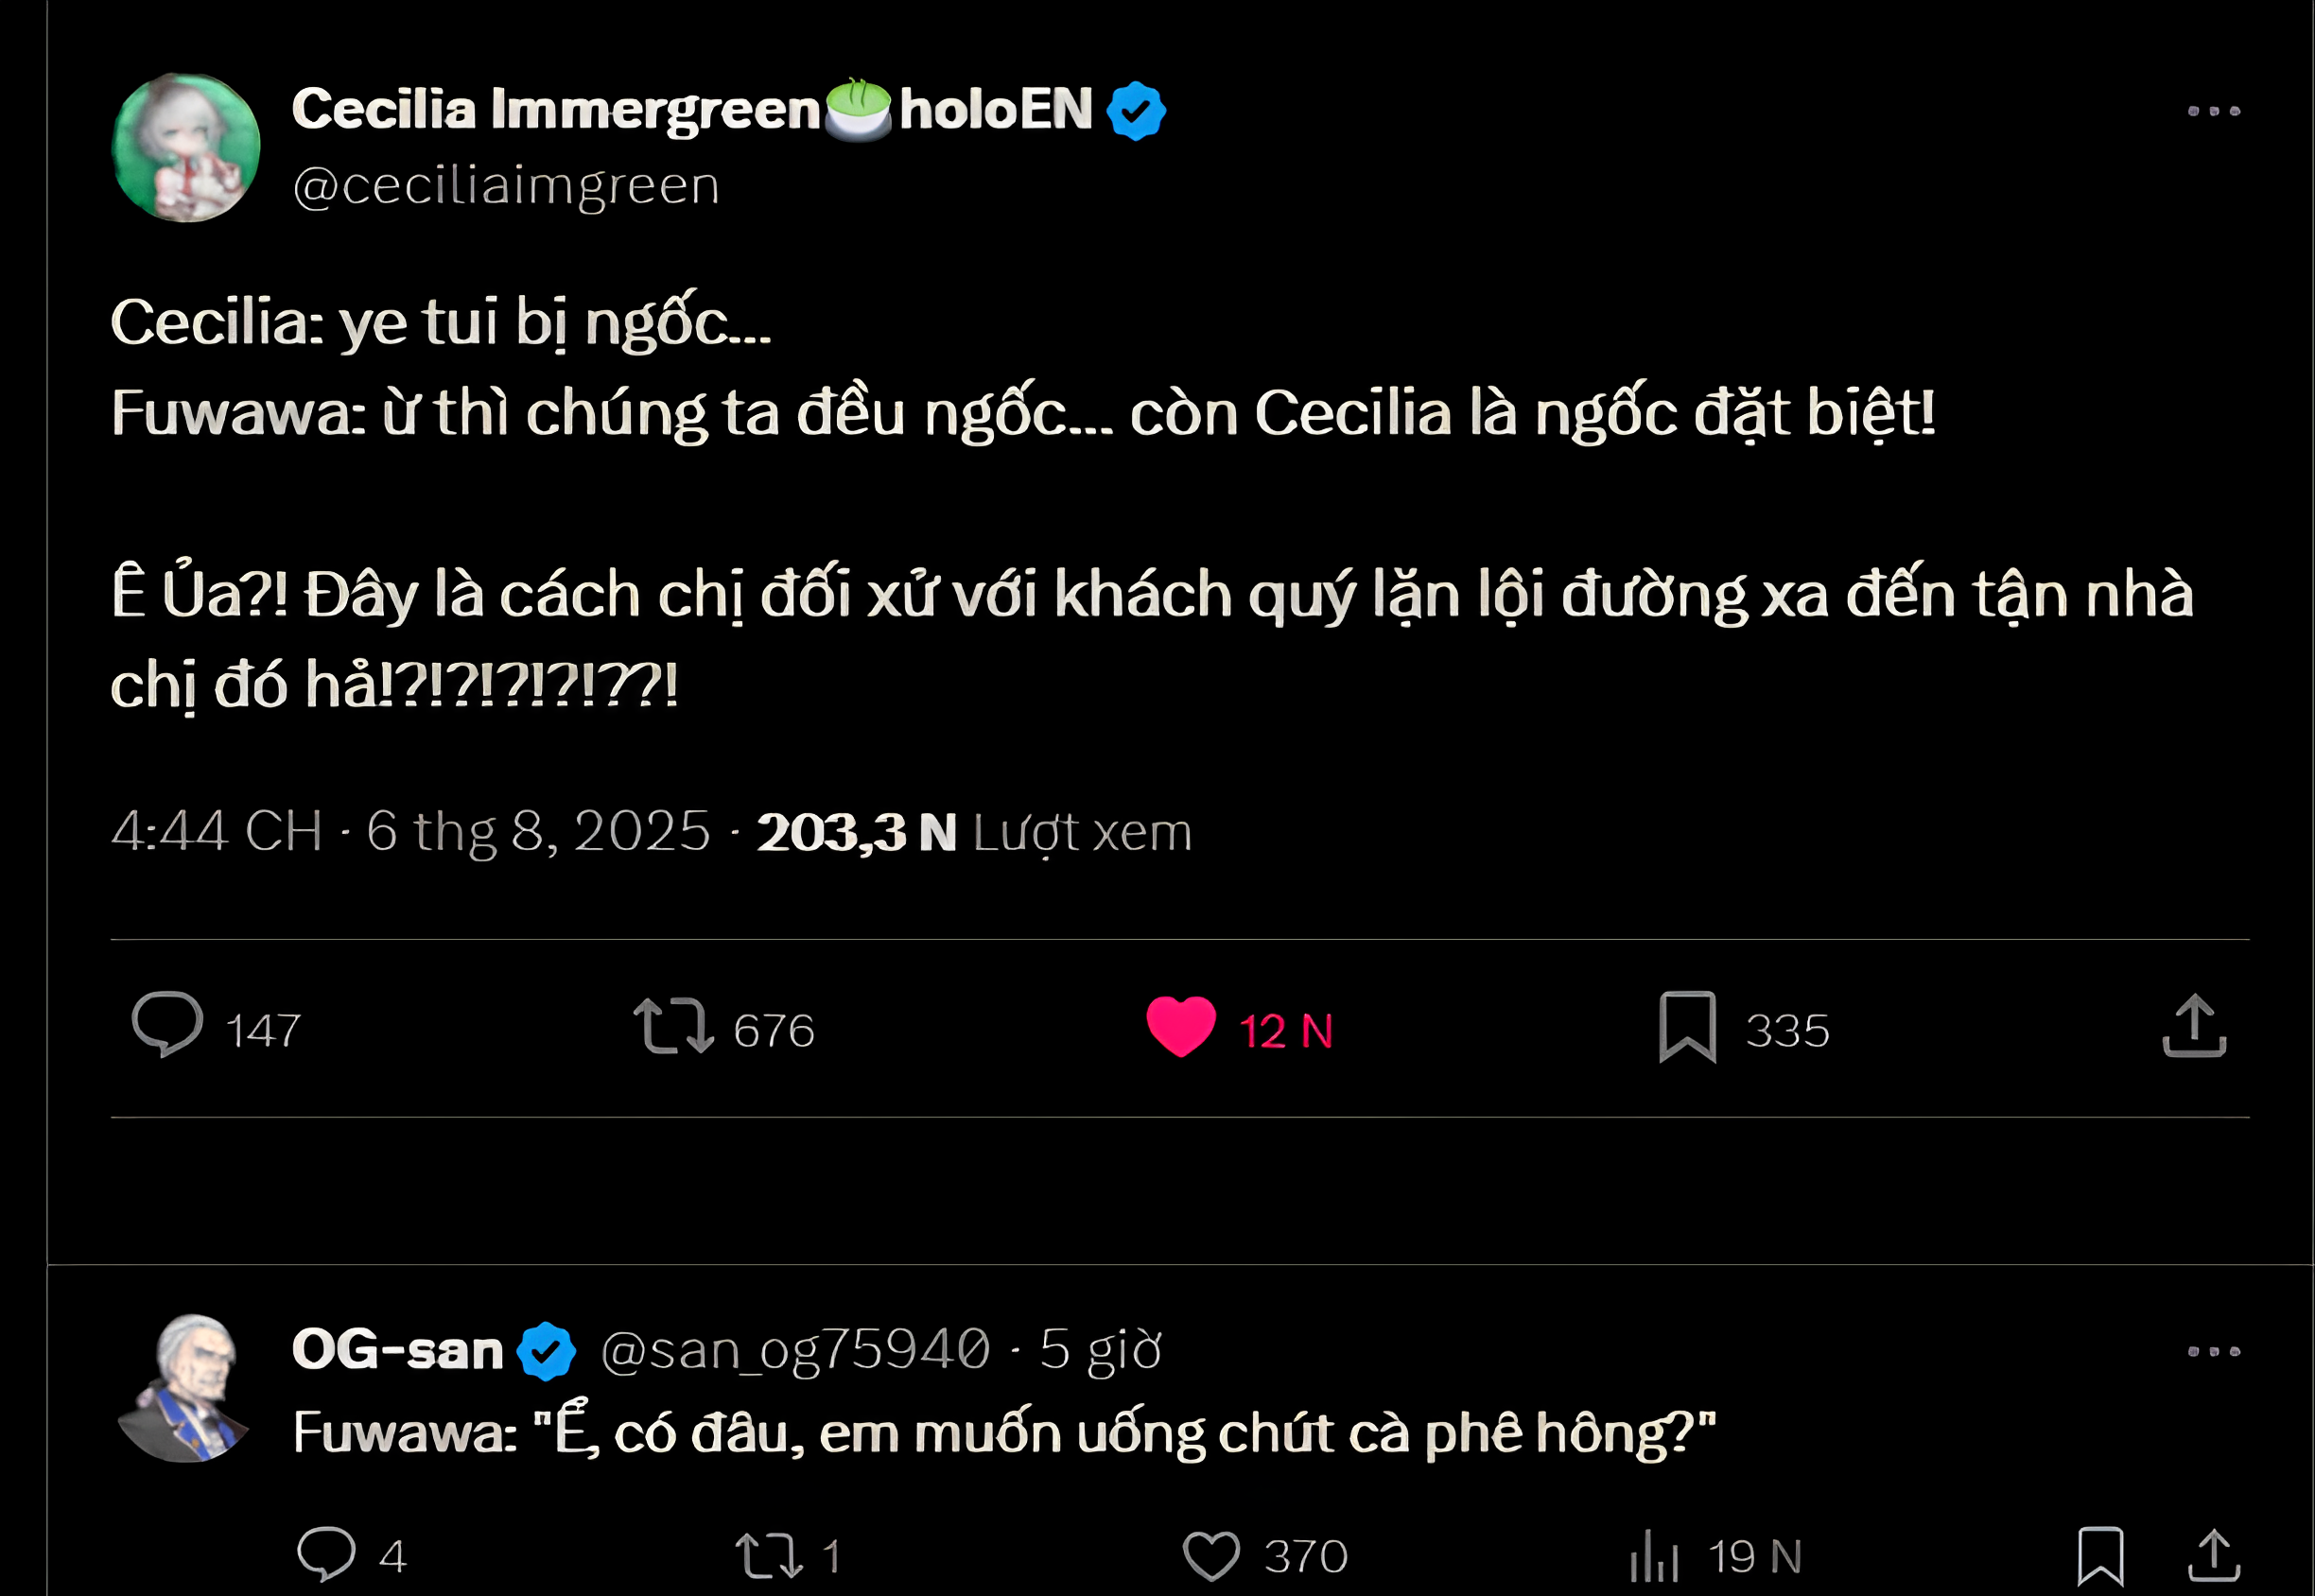 Cecilia Immergreen🍵holoEN
@ceciliaimgreen
Cecilia: ye tui bị ngốc...
Fuwawa: ừ thì chúng ta đều ngốc... còn Cecilia là ngốc đặt biệt!
Ê Ủa?! Đây là cách chị đối xử với khách quý lặn lội đường xa đến tận nhà
chị đó hả!?!?!?!?!??!
4:44 CH · 6 thg 8, 2025 · 203,3 N Lượt xem
147 676 12 N 335
OG-san @san_og75940 · 5 giờ
Fuwawa: "Ể, có đâu, em muốn uống chút cà phê hông?"
4 1 370 19 N